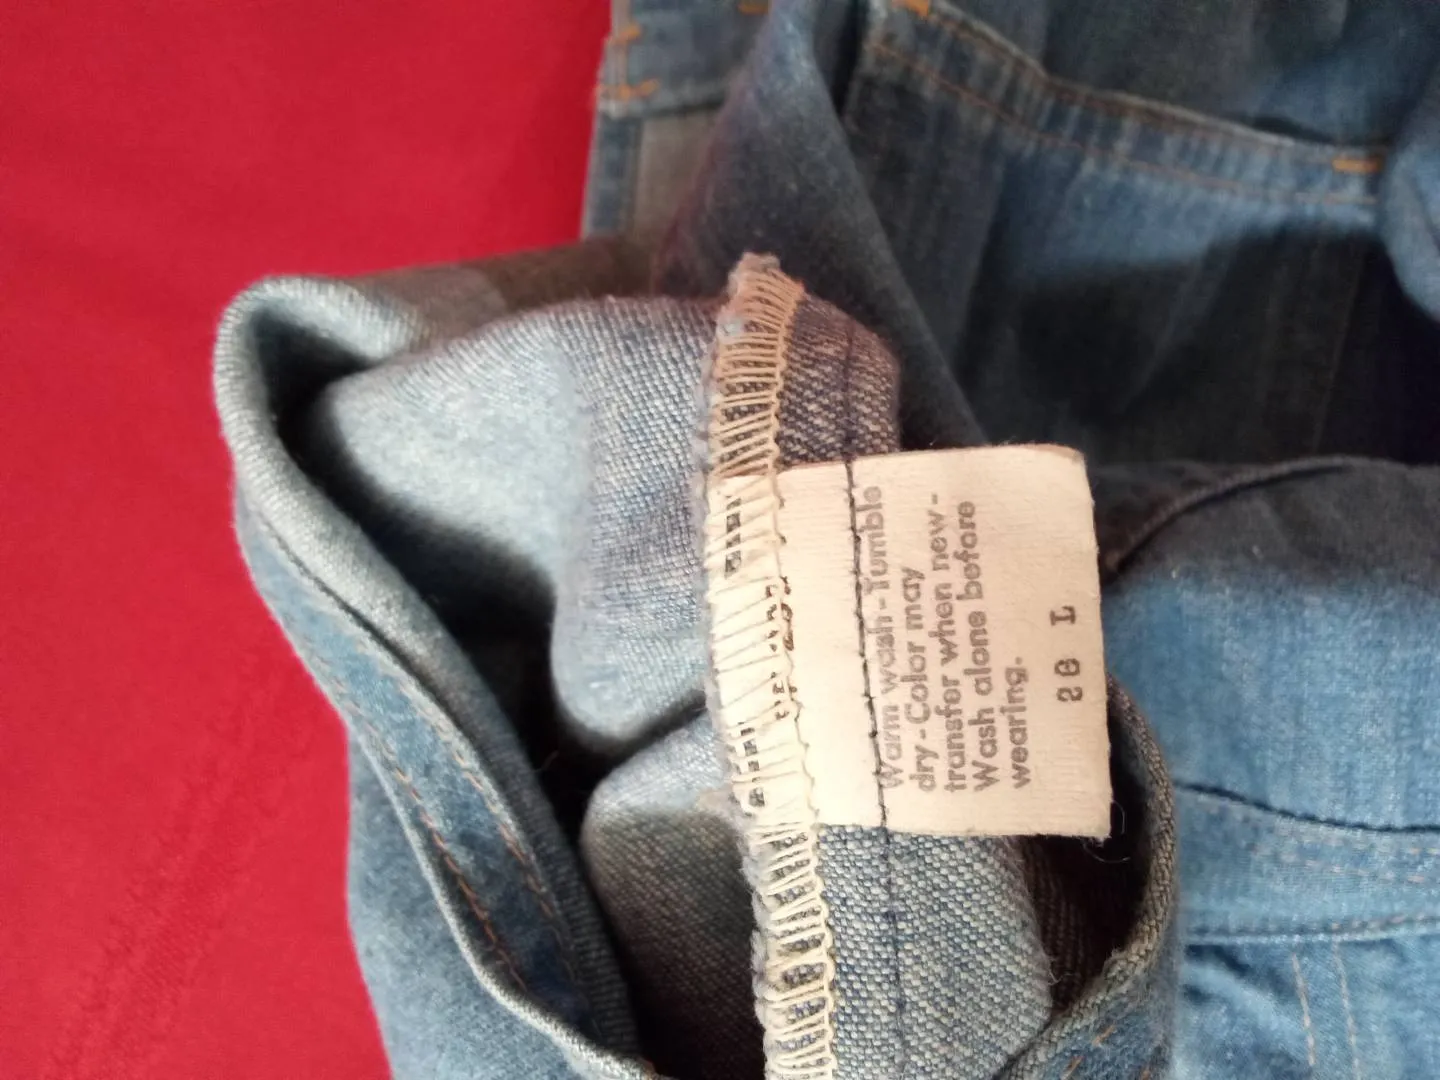 Warm wash-Tumble
dry-Color may
transfer when new-
Wash alone before
wearing.
28 L